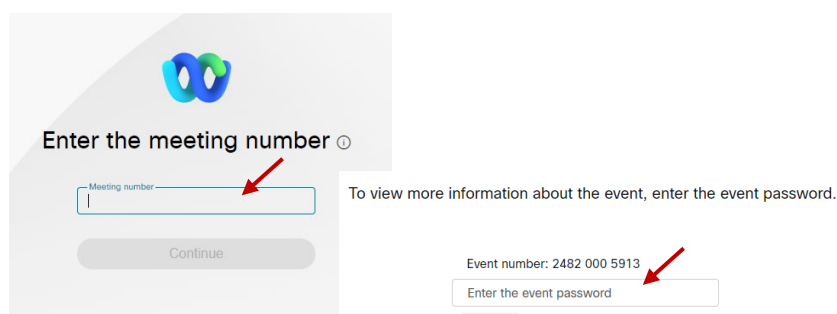 Enter the meeting number
Meeting number
Continue
To view more information about the event, enter the event password.
Event number: 2482 000 5913
Enter the event password